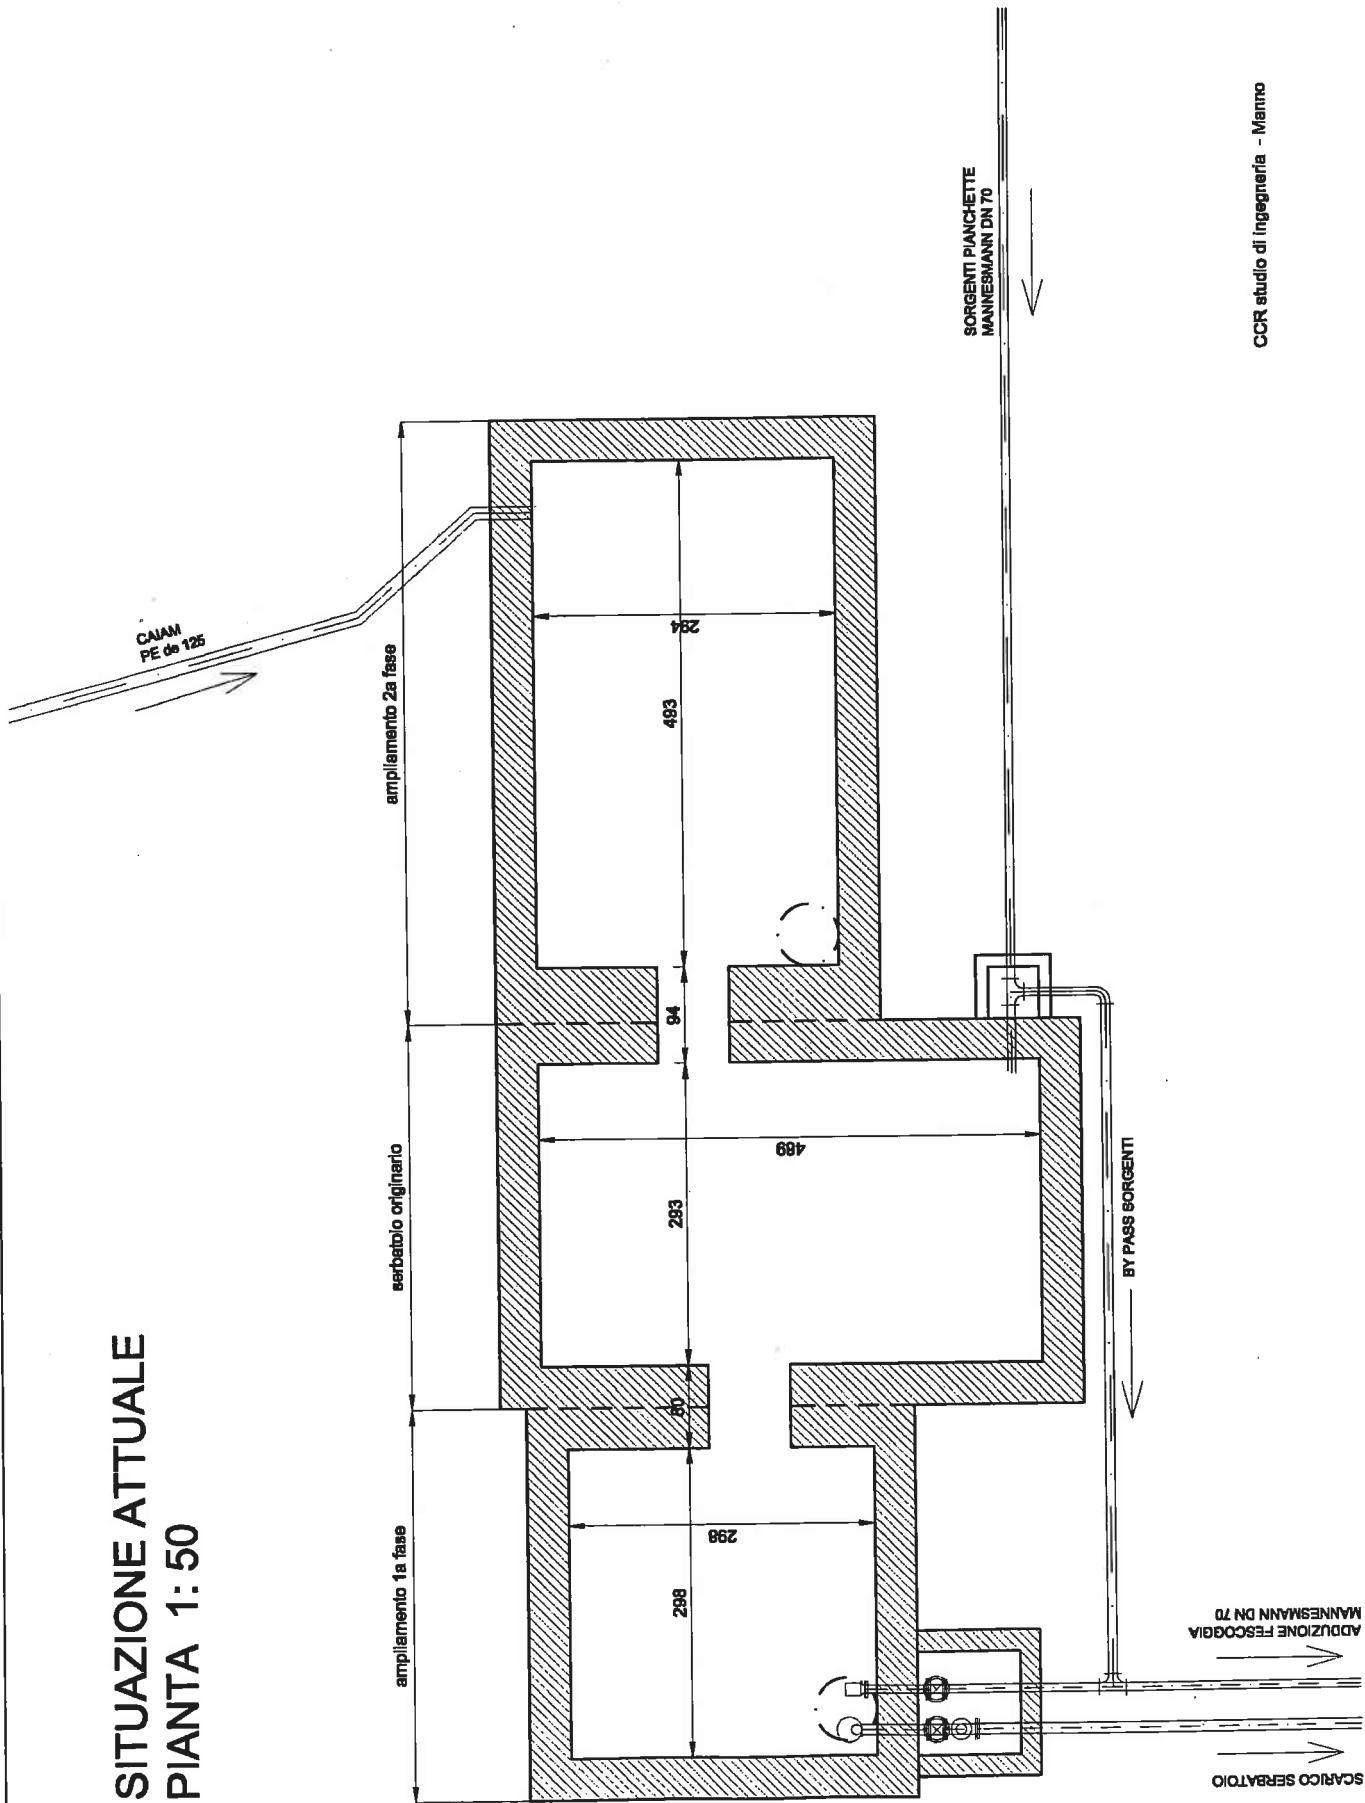 SITUAZIONE ATTUALE
PIANTA 1: 50
ampliamento 1a fase
serbatoio originario
ampliamento 2a fase
CAIAM
PE de 125
298
298
80
293
489
94
493
294
SORGENTI PIANCHETTE
MANNESMANN DN 70
BY PASS SORGENTI
ADDUZIONE FESCOGGIA
MANNESMANN DN 70
SCARICO SERBATOIO
CCR studio di ingegneria - Manno